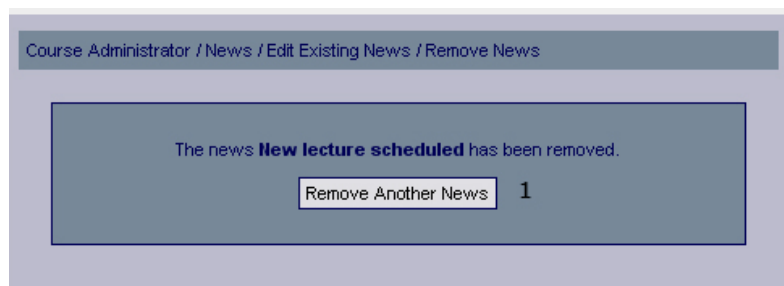 Course Administrator / News / Edit Existing News / Remove News
The news New lecture scheduled has been removed.
Remove Another News 1